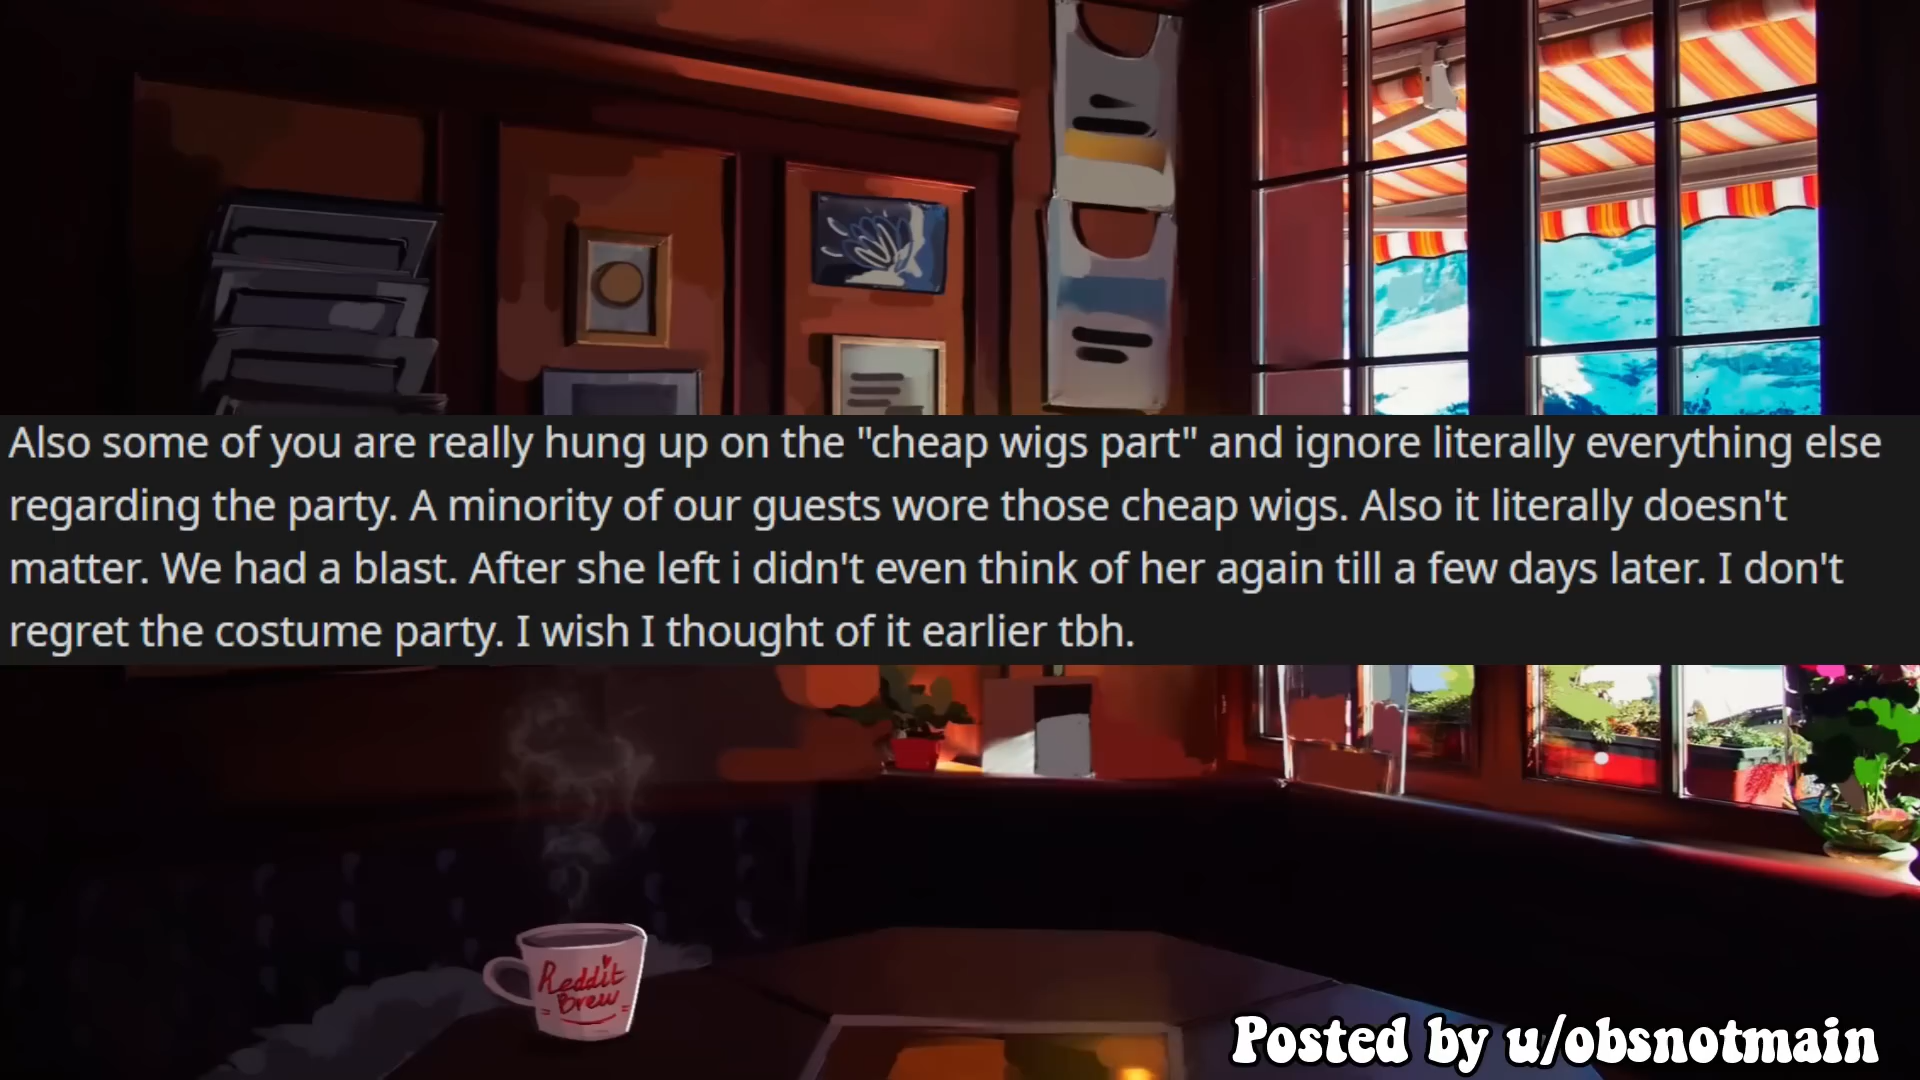 Also some of you are really hung up on the "cheap wigs part" and ignore literally everything else
regarding the party. A minority of our guests wore those cheap wigs. Also it literally doesn't
matter. We had a blast. After she left i didn't even think of her again till a few days later. I don't
regret the costume party. I wish I thought of it earlier tbh.
Reddit
Brew
Posted by u/obsnotmain